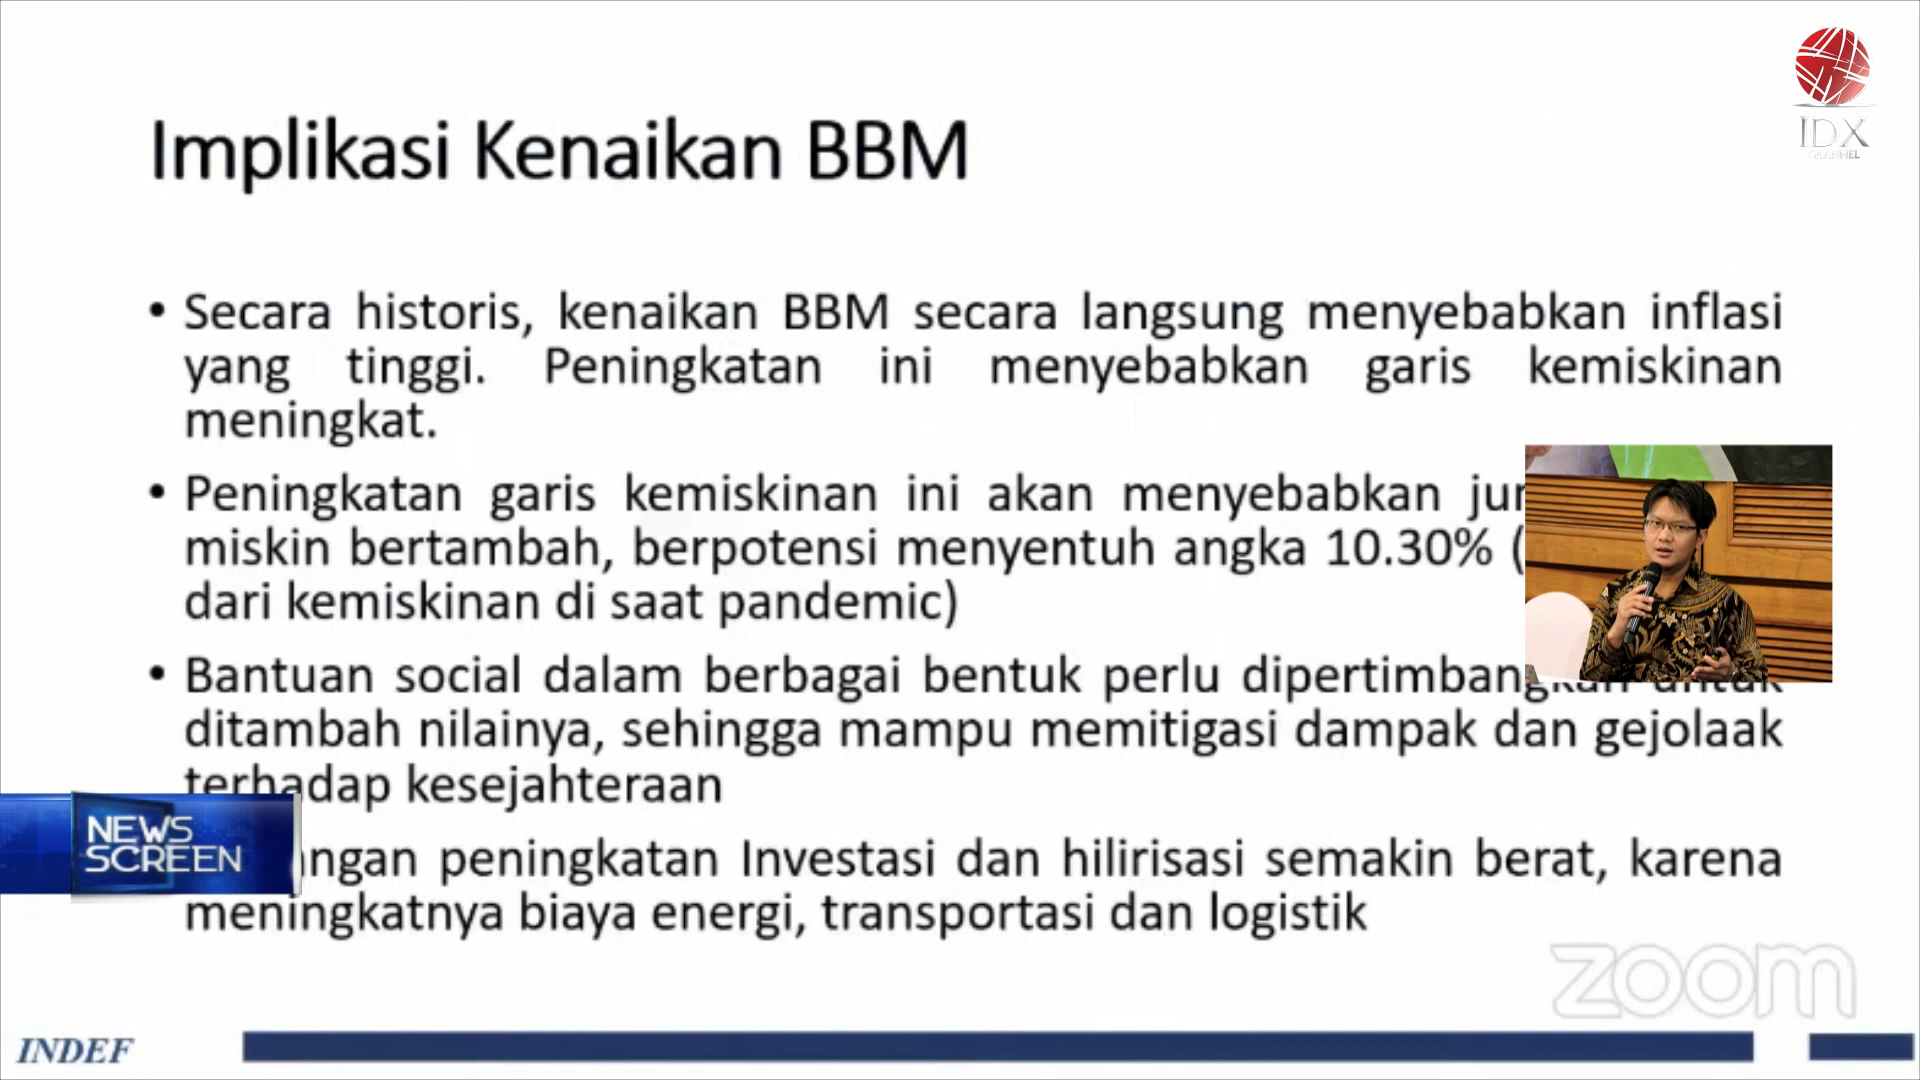 IDX
CHANNEL
Implikasi Kenaikan BBM
• Secara historis, kenaikan BBM secara langsung menyebabkan inflasi
yang tinggi. Peningkatan ini menyebabkan garis kemiskinan
meningkat.
• Peningkatan garis kemiskinan ini akan menyebabkan
miskin bertambah, berpotensi menyentuh angka 10.30% (
dari kemiskinan di saat pandemic)
• Bantuan social dalam berbagai bentuk perlu dipertimbangkan untuk
ditambah nilainya, sehingga mampu memitigasi dampak dan gejolaak
terhadap kesejahteraan
NEWS
SCREEN
peningkatan Investasi dan hilirisasi semakin berat, karena
meningkatnya biaya energi, transportasi dan logistik
zoom
INDEF